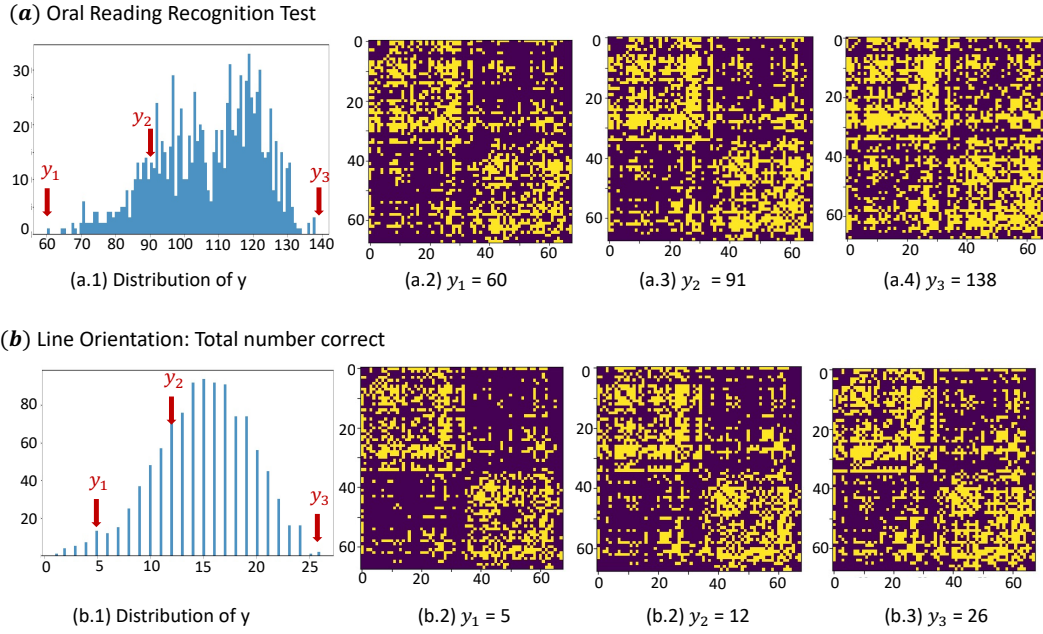 (a) Oral Reading Recognition Test
30
20
10
0
60 70 80 90 100 110 120 130 140
y₁
y₂
y₃
(a.1) Distribution of y
0
20
40
60
0 20 40 60
(a.2) y₁ = 60
0
20
40
60
0 20 40 60
(a.3) y₂ = 91
0
20
40
60
0 20 40 60
(a.4) y₃ = 138
(b) Line Orientation: Total number correct
80
60
40
20
0 5 10 15 20 25
y₁
y₂
y₃
(b.1) Distribution of y
0
20
40
60
0 20 40 60
(b.2) y₁ = 5
0
20
40
60
0 20 40 60
(b.2) y₂ = 12
0
20
40
60
0 20 40 60
(b.3) y₃ = 26